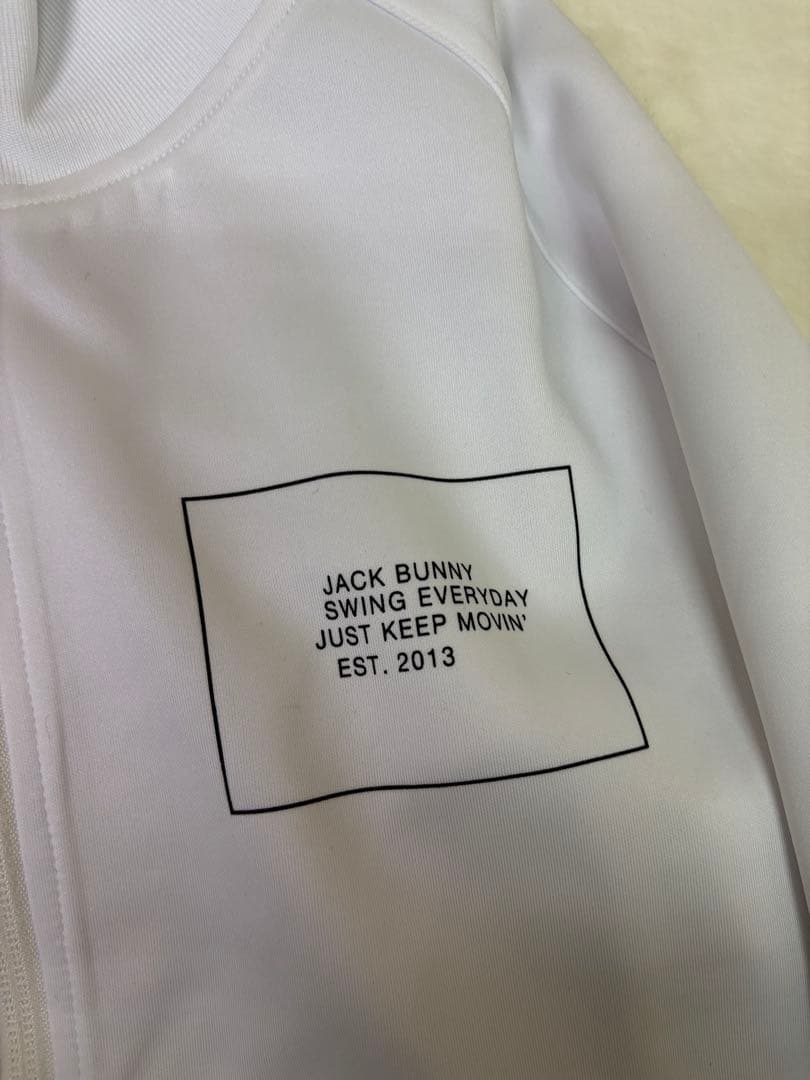 JACK BUNNY
SWING EVERYDAY
JUST KEEP MOVIN'
EST. 2013